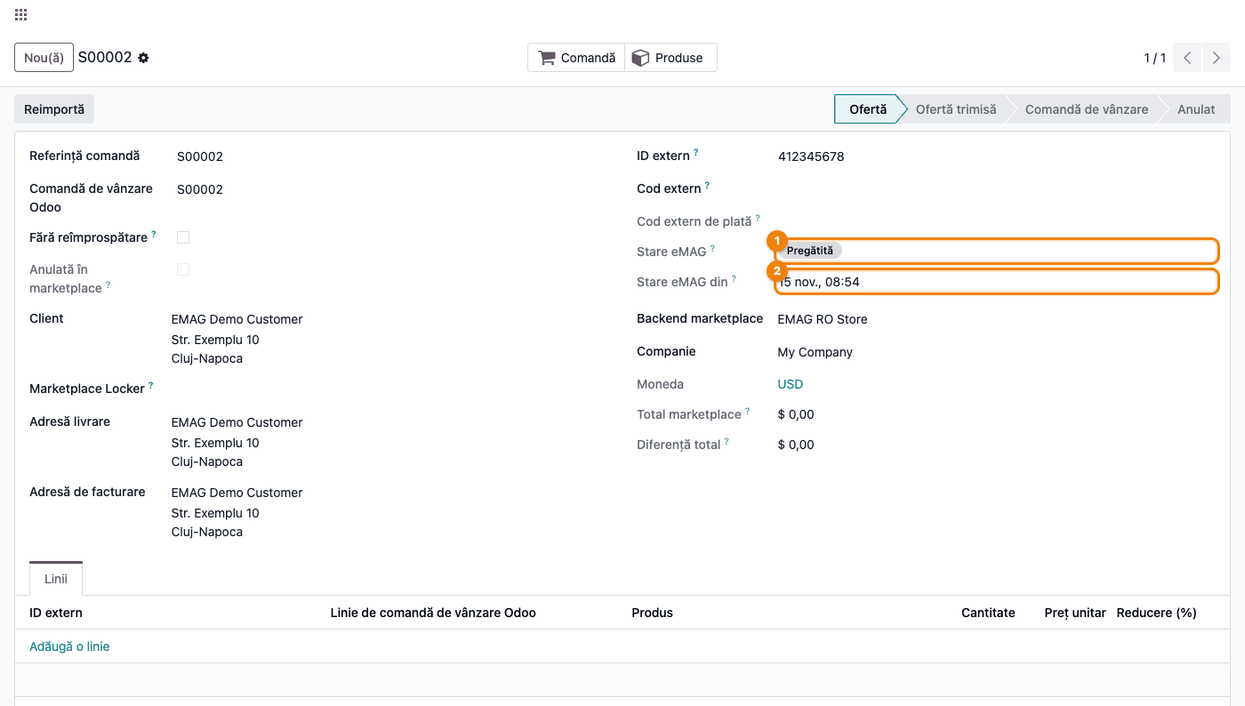 Nou(ă)
S00002
Comandă
Produse
1 / 1
Reimportă
Ofertă
Ofertă trimisă
Comandă de vânzare
Anulat
Referință comandă
S00002
Comandă de vânzare
Odoo
S00002
Fără reîmprospătare ?
Anulată în
marketplace ?
Client
EMAG Demo Customer
Str. Exemplu 10
Cluj-Napoca
Marketplace Locker ?
Adresă livrare
EMAG Demo Customer
Str. Exemplu 10
Cluj-Napoca
Adresă de facturare
EMAG Demo Customer
Str. Exemplu 10
Cluj-Napoca
ID extern ?
412345678
Cod extern ?
Cod extern de plată ?
Stare eMAG ?
1
Pregătită
Stare eMAG din ?
2
15 nov., 08:54
Backend marketplace
EMAG RO Store
Companie
My Company
Moneda
USD
Total marketplace ?
$ 0,00
Diferență total ?
$ 0,00
Linii
ID extern
Linie de comandă de vânzare Odoo
Produs
Cantitate
Preț unitar
Reducere (%)
Adăugă o linie